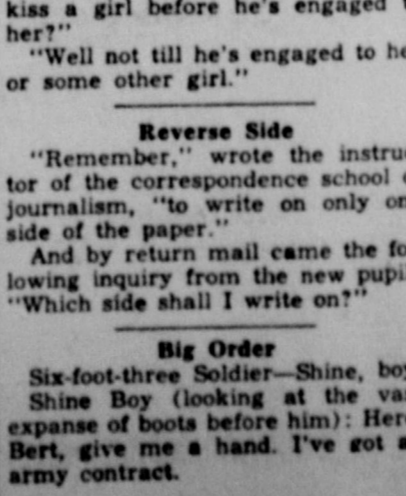 kiss a girl before he's engaged
her?"
"Well not till he's engaged to he
or some other girl."
Reverse Side
"Remember," wrote the instruc
tor of the correspondence school
journalism, "to write on only on
side of the paper."
And by return mail came the fo
lowing inquiry from the new pupi
"Which side shall I write on?"
Big Order
Six-foot-three Soldier—Shine, boy
Shine Boy (looking at the va
expanse of boots before him): Her
Bert, give me a hand. I've got a
army contract.